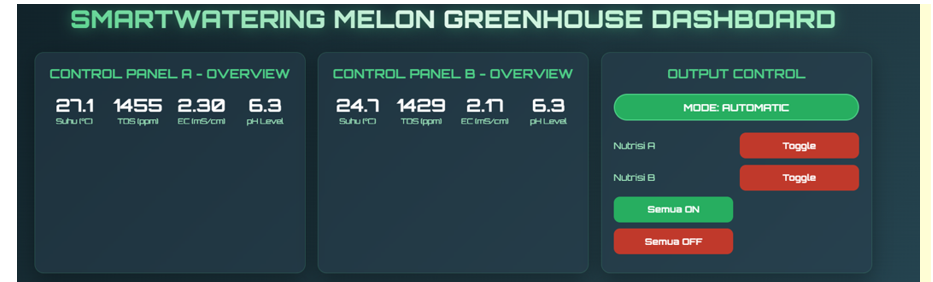 SMARTWATERING MELON GREENHOUSE DASHBOARD
CONTROL PANEL A - OVERVIEW
27.1 1455 2.30 6.3
Suhu (°C) TDS (ppm) EC (mS/cm) pH Level
CONTROL PANEL B - OVERVIEW
24.7 1429 2.17 6.3
Suhu (°C) TDS (ppm) EC (mS/cm) pH Level
OUTPUT CONTROL
MODE: AUTOMATIC
Nutrisi A Toggle
Nutrisi B Toggle
Semua ON
Semua OFF